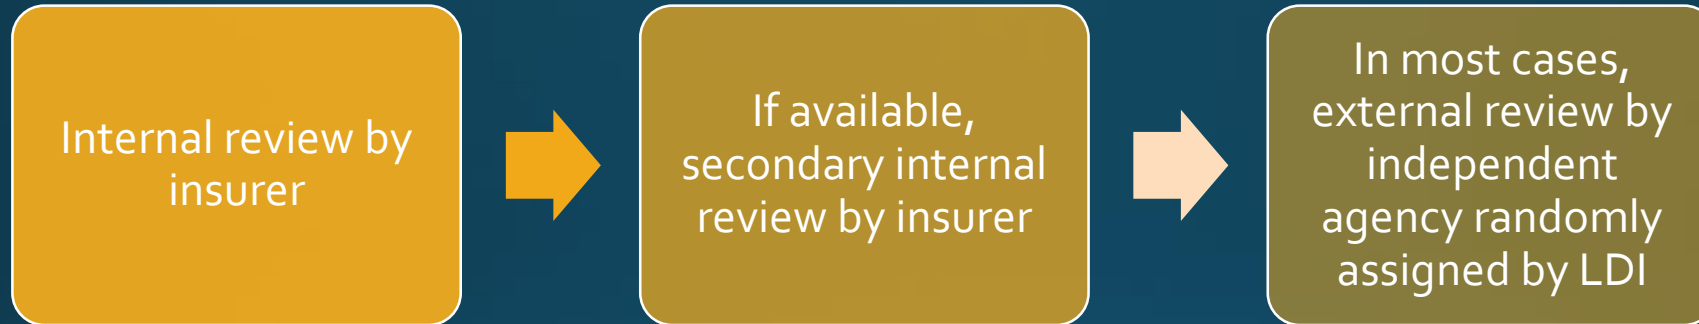 Internal review by
insurer
If available,
secondary internal
review by insurer
In most cases,
external review by
independent
agency randomly
assigned by LDI